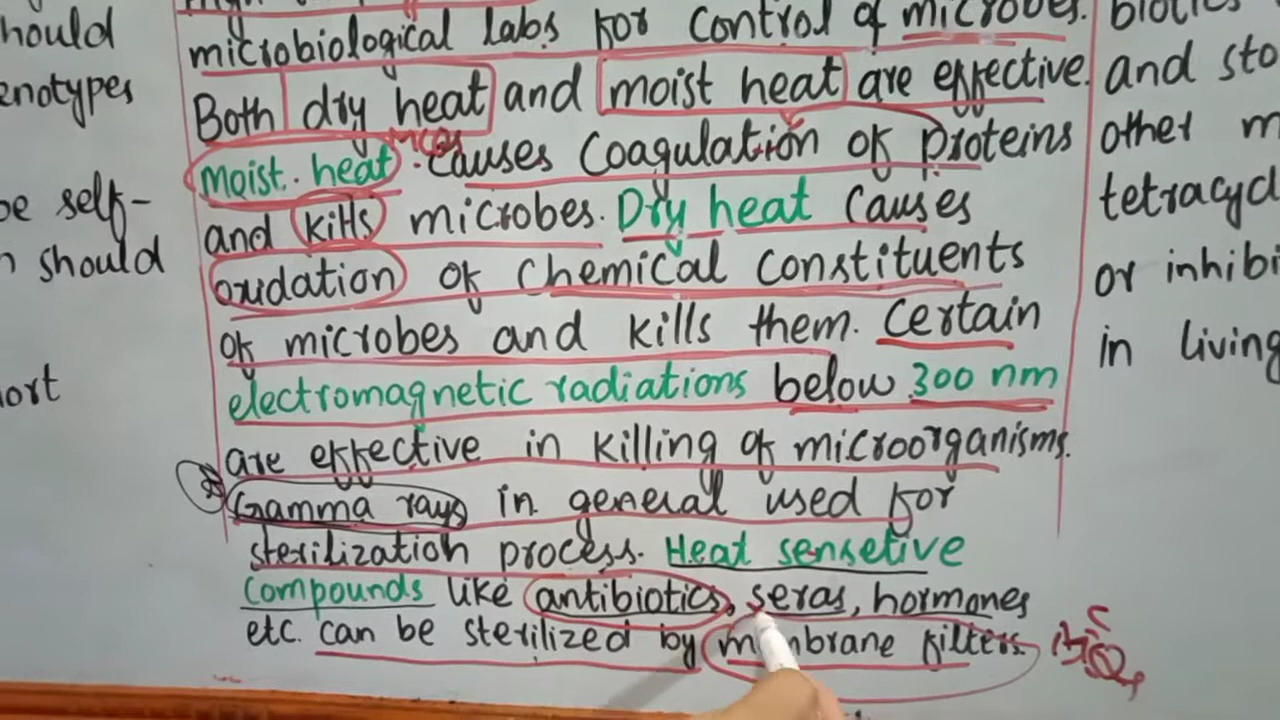 hould
enotypes
be self-
n should
ort
microbiological labs for control of microbes.
Both dry heat and moist heat are effective.
Moist. heat. causes coagulation of proteins
and kills microbes. Dry heat causes
oxidation of chemical constituents
of microbes and kills them. Certain
electromagnetic radiations below 300 nm
are effective in killing of microorganisms.
Gamma rays in general used for
sterilization process. Heat sensetive
compounds like antibiotics, seras, hormones
etc. can be sterilized by membrane filters.
biotics
and sto
other m
tetracycl
or inhibi
in living